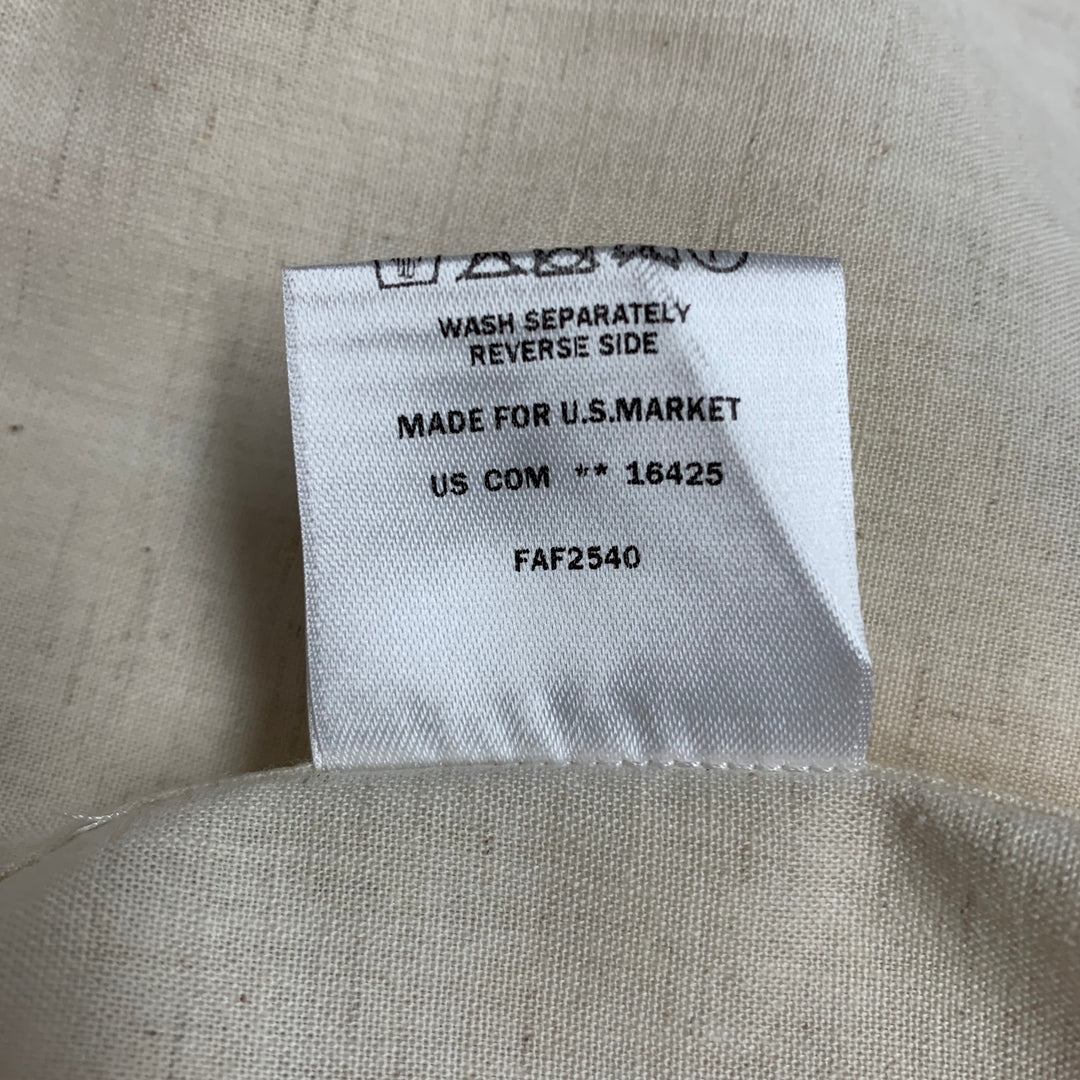 WASH SEPARATELY
REVERSE SIDE
MADE FOR U.S.MARKET
US COM ** 16425
FAF2540